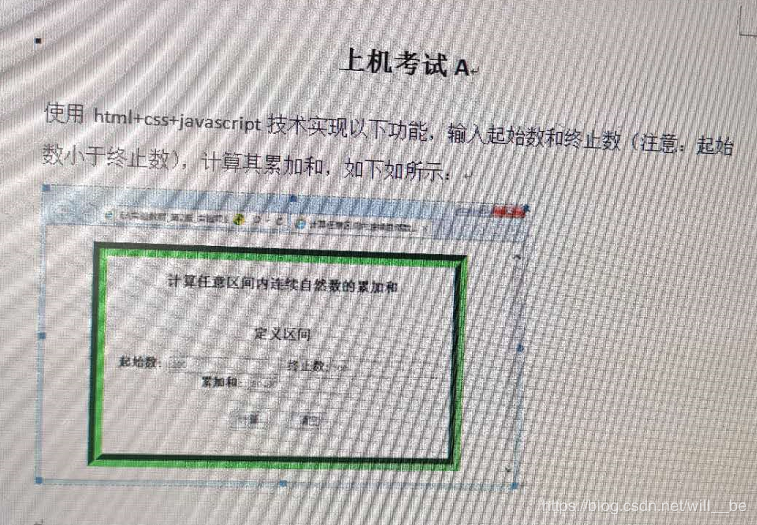 上机考试 A
使用 html+css+javascript 技术实现以下功能，输入起始数和终止数（注意：起始
数小于终止数），计算其累加和，如下如所示：
计算任意区间内连续自然数的累加和
定义区间
起始数： 终止数：
累加和：
计算 清空
https://blog.csdn.net/will__be